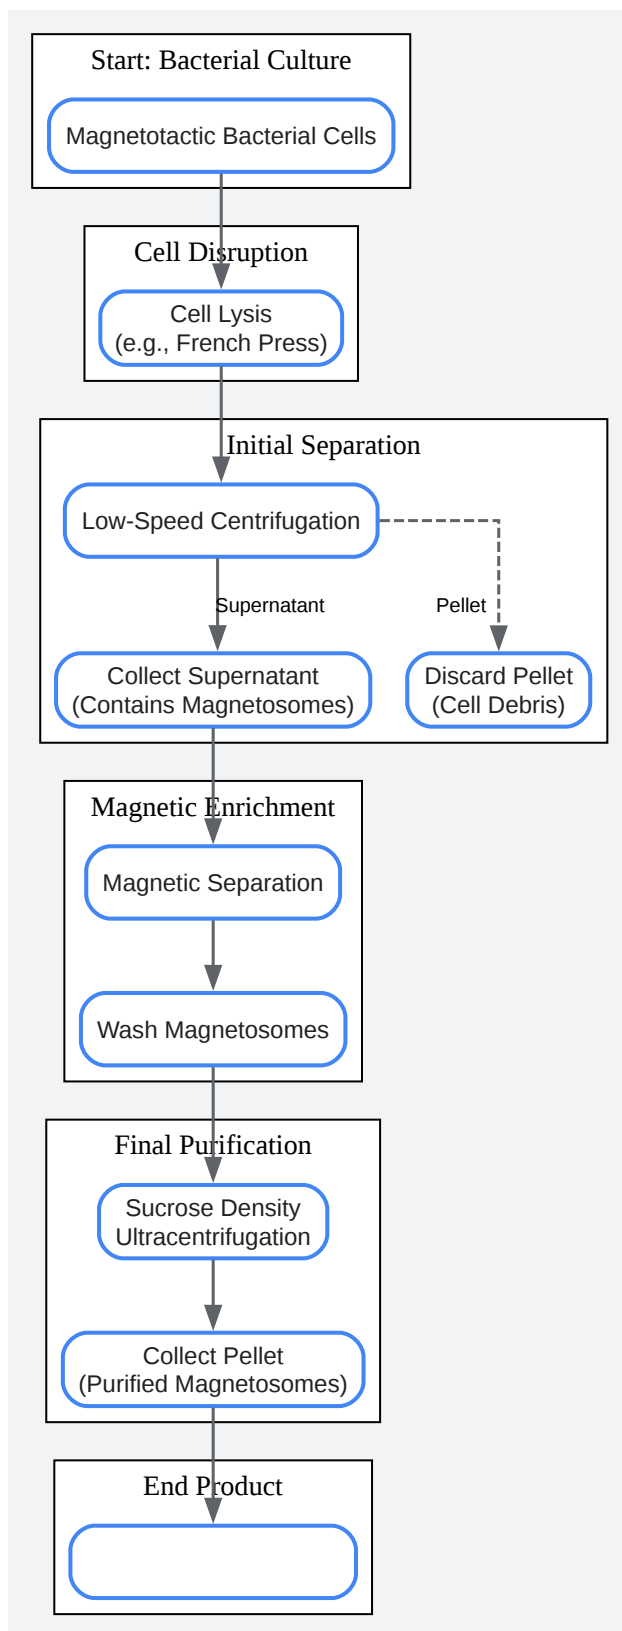 Start: Bacterial Culture
Magnetotactic Bacterial Cells
Cell Disruption
Cell Lysis
(e.g., French Press)
Initial Separation
Low-Speed Centrifugation
Supernatant
Pellet
Collect Supernatant
(Contains Magnetosomes)
Discard Pellet
(Cell Debris)
Magnetic Enrichment
Magnetic Separation
Wash Magnetosomes
Final Purification
Sucrose Density
Ultracentrifugation
Collect Pellet
(Purified Magnetosomes)
End Product